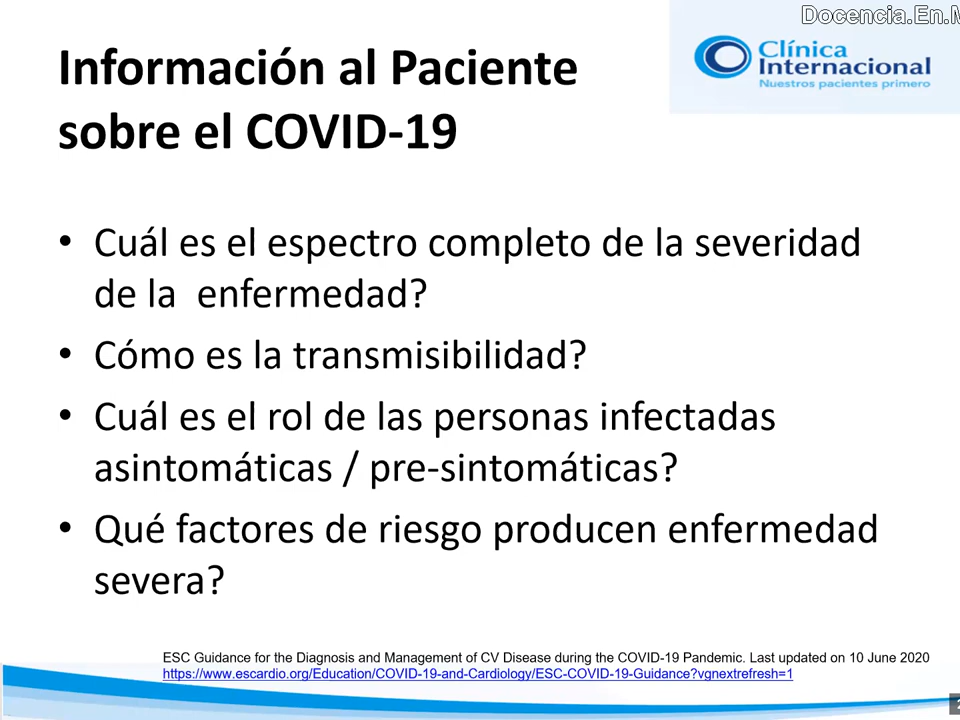 Docencia.En.M
Información al Paciente
sobre el COVID-19
Clínica
Internacional
Nuestros pacientes primero
• Cuál es el espectro completo de la severidad
de la  enfermedad?
• Cómo es la transmisibilidad?
• Cuál es el rol de las personas infectadas
asintomáticas / pre-sintomáticas?
• Qué factores de riesgo producen enfermedad
severa?
ESC Guidance for the Diagnosis and Management of CV Disease during the COVID-19 Pandemic. Last updated on 10 June 2020
https://www.escardio.org/Education/COVID-19-and-Cardiology/ESC-COVID-19-Guidance?vgnextrefresh=1